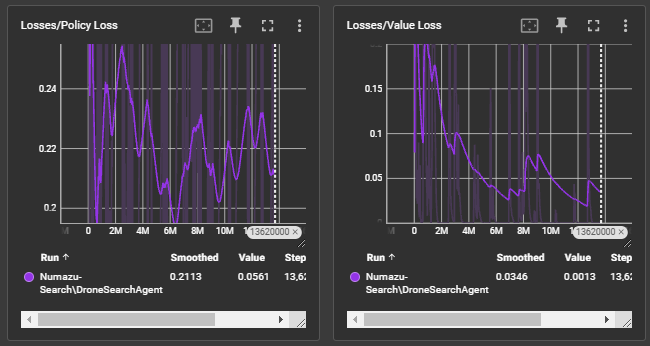 Losses/Policy Loss
0.24
0.22
0.2
M 0 2M 4M 6M 8M 10M 1
13620000 ×
Run ↑ Smoothed Value Step
Numazu-
Search\DroneSearchAgent 0.2113 0.0561 13,62
Losses/Value Loss
0.15
0.1
0.05
0
M 0 2M 4M 6M 8M 10M 1
13620000 ×
Run ↑ Smoothed Value Step
Numazu-
Search\DroneSearchAgent 0.0346 0.0013 13,62